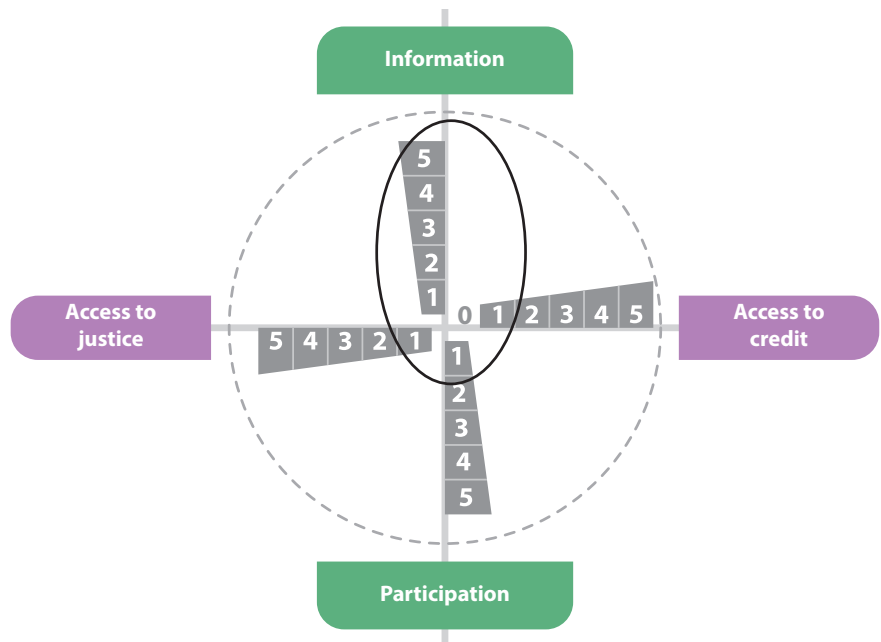 Information
5
4
3
2
1
Access to
justice
0 1 2 3 4 5
Access to
credit
5 4 3 2 1
1
2
3
4
5
Participation